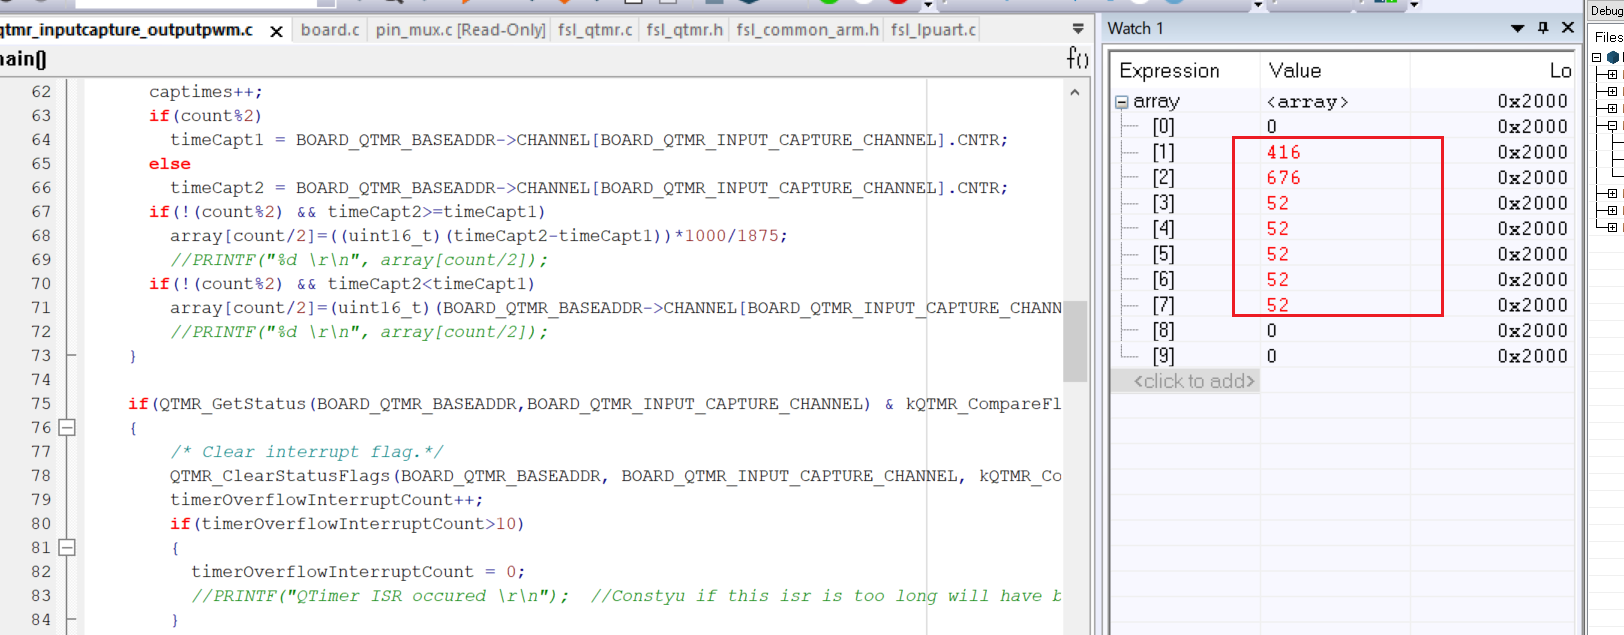 qtmr_inputcapture_outputpwm.c board.c pin_mux.c [Read-Only] fsl_qtmr.c fsl_qtmr.h fsl_common_arm.h fsl_lpuart.c
main() f()
62 captimes++;
63 if(count%2)
64 timeCapt1 = BOARD_QTMR_BASEADDR->CHANNEL[BOARD_QTMR_INPUT_CAPTURE_CHANNEL].CNTR;
65 else
66 timeCapt2 = BOARD_QTMR_BASEADDR->CHANNEL[BOARD_QTMR_INPUT_CAPTURE_CHANNEL].CNTR;
67 if(!(count%2) && timeCapt2>=timeCapt1)
68 array[count/2]=((uint16_t)(timeCapt2-timeCapt1))*1000/1875;
69 //PRINTF("%d \r\n", array[count/2]);
70 if(!(count%2) && timeCapt2<timeCapt1)
71 array[count/2]=(uint16_t)(BOARD_QTMR_BASEADDR->CHANNEL[BOARD_QTMR_INPUT_CAPTURE_CHANN
72 //PRINTF("%d \r\n", array[count/2]);
73 }
74
75 if(QTMR_GetStatus(BOARD_QTMR_BASEADDR,BOARD_QTMR_INPUT_CAPTURE_CHANNEL) & kQTMR_CompareFl
76 {
77 /* Clear interrupt flag.*/
78 QTMR_ClearStatusFlags(BOARD_QTMR_BASEADDR, BOARD_QTMR_INPUT_CAPTURE_CHANNEL, kQTMR_Co
79 timerOverflowInterruptCount++;
80 if(timerOverflowInterruptCount>10)
81 {
82 timerOverflowInterruptCount = 0;
83 //PRINTF("QTimer ISR occured \r\n"); //Constyu if this isr is too long will have b
84 }
Watch 1
Expression Value Lo
array <array> 0x2000
[0] 0 0x2000
[1] 416 0x2000
[2] 676 0x2000
[3] 52 0x2000
[4] 52 0x2000
[5] 52 0x2000
[6] 52 0x2000
[7] 52 0x2000
[8] 0 0x2000
[9] 0 0x2000
<click to add>
Debug
Files